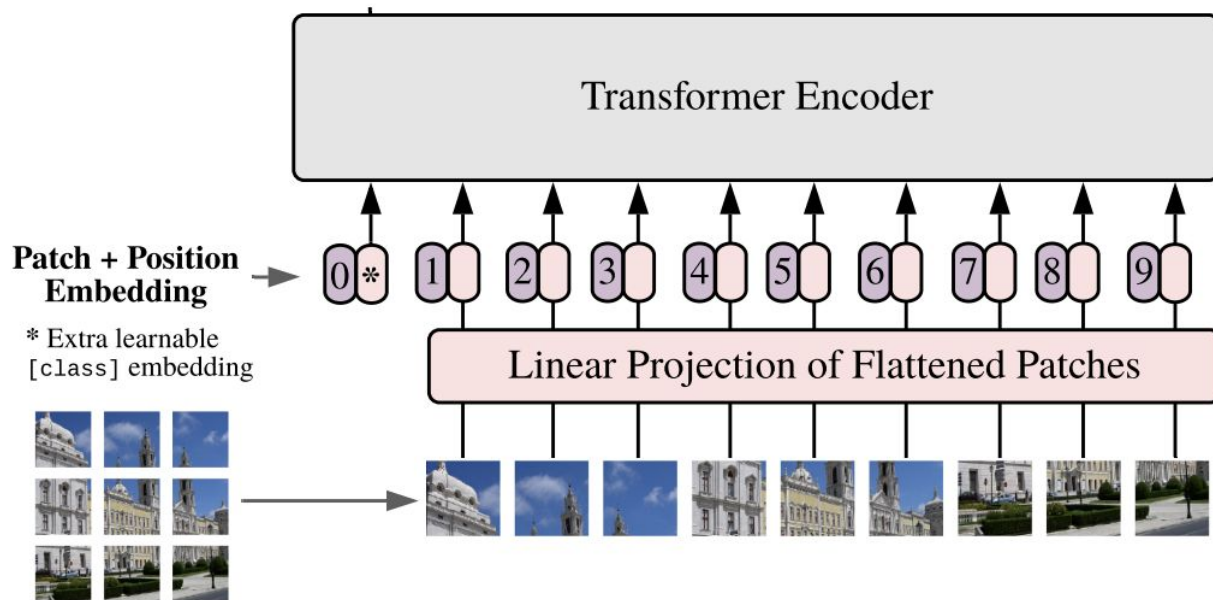 Transformer Encoder
Patch + Position
Embedding
0 * 1 2 3 4 5 6 7 8 9
* Extra learnable
[class] embedding
Linear Projection of Flattened Patches